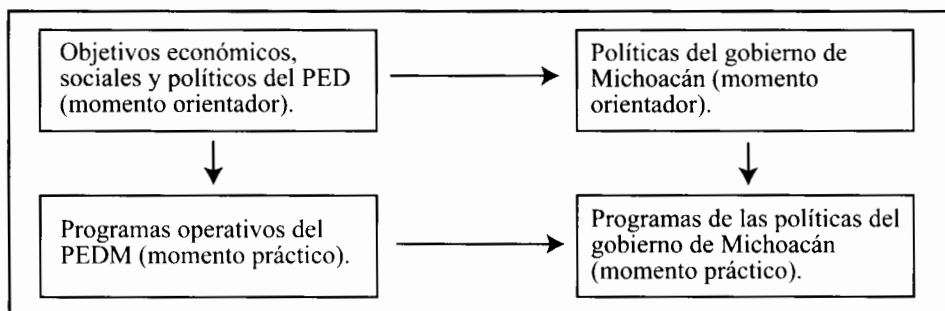 Objetivos económicos,
sociales y políticos del PED
(momento orientador).
Políticas del gobierno de
Michoacán (momento
orientador).
Programas operativos del
PEDM (momento práctico).
Programas de las políticas del
gobierno de Michoacán
(momento práctico).